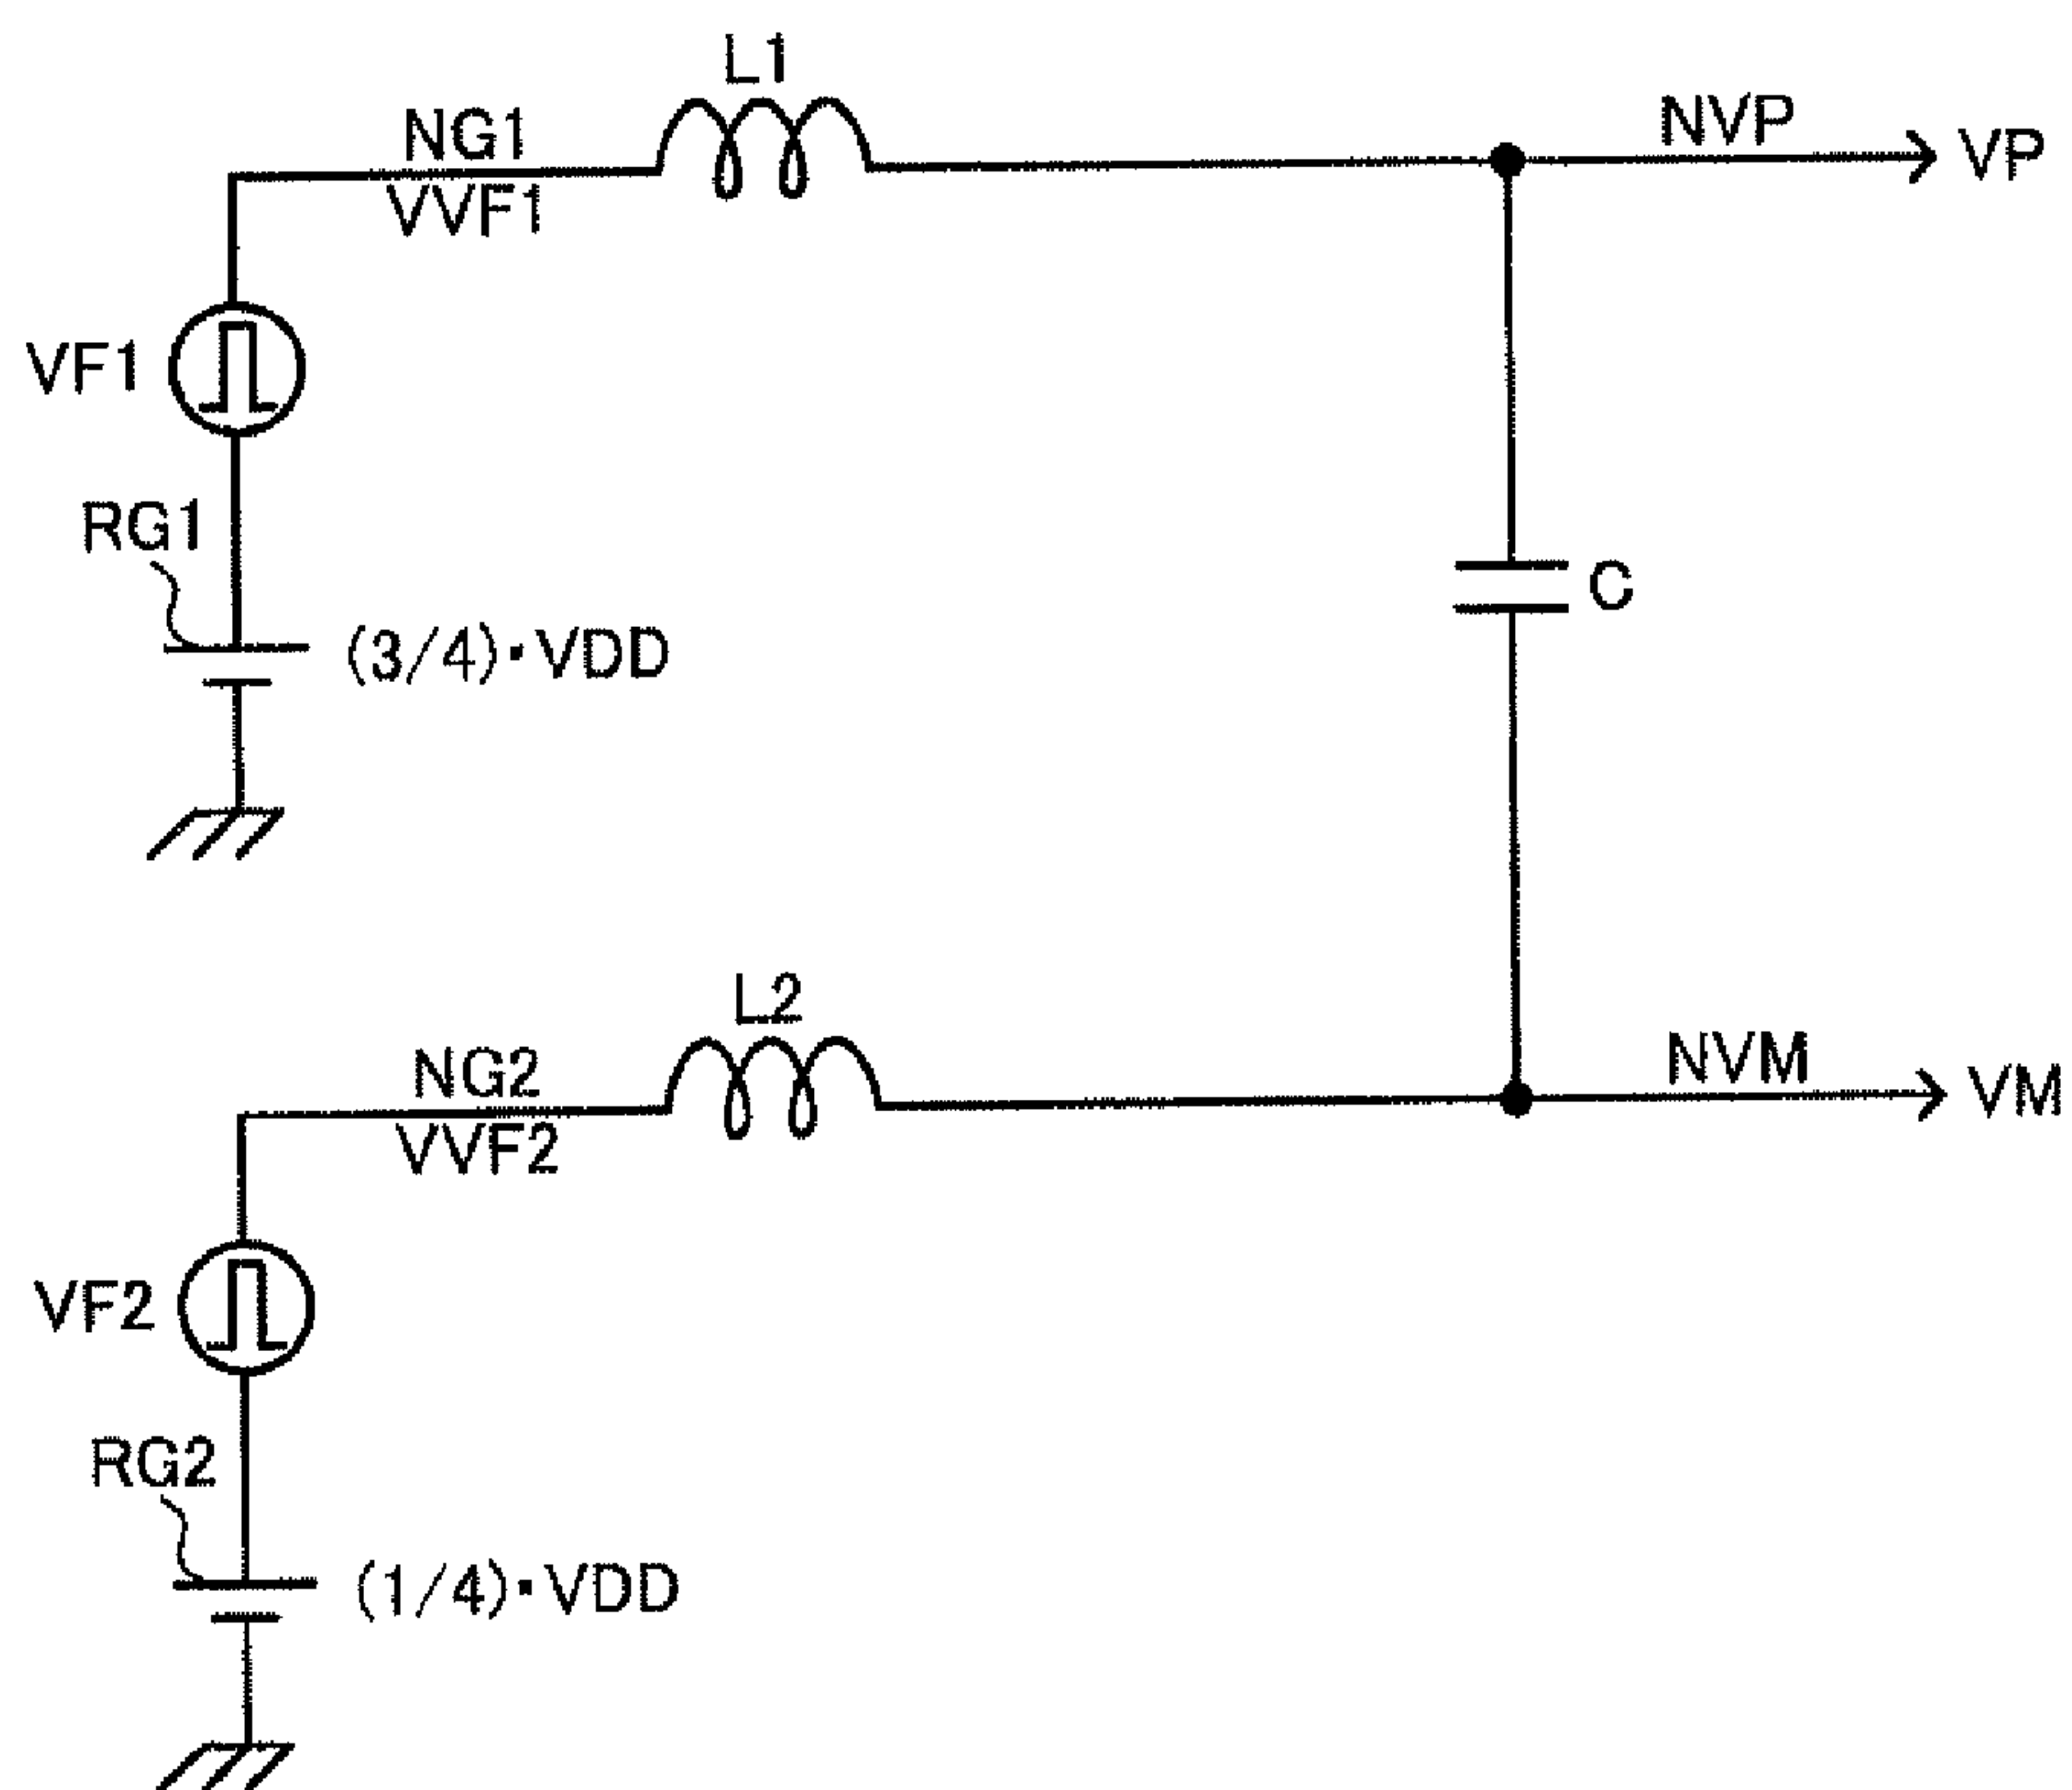 L1
NG1
NVP
VP
VVF1
VF1
RG1
C
(3/4)·VDD
L2
NG2
NVM
VM
VVF2
VF2
RG2
(1/4)·VDD